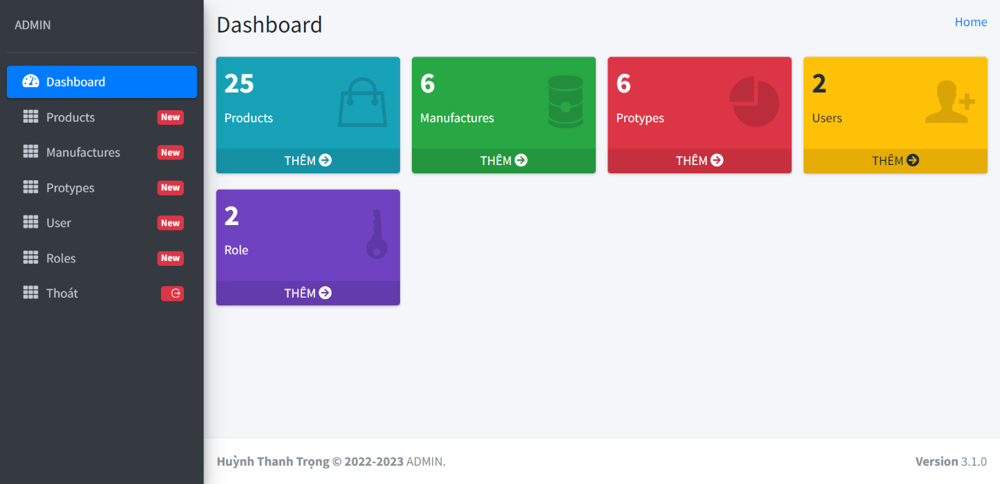 ADMIN
Dashboard
Products New
Manufactures New
Protypes New
User New
Roles New
Thoát
Dashboard
Home
25
Products
THÊM
6
Manufactures
THÊM
6
Protypes
THÊM
2
Users
THÊM
2
Role
THÊM
Huỳnh Thanh Trọng © 2022-2023 ADMIN.
Version 3.1.0